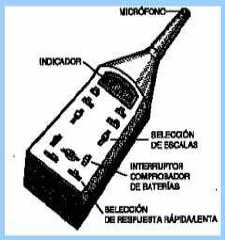 MICRÓFONO
INDICADOR
SELECCIÓN
DE ESCALAS
INTERRUPTOR
COMPROBADOR
DE BATERÍAS
SELECCIÓN
DE RESPUESTA RÁPIDA/LENTA